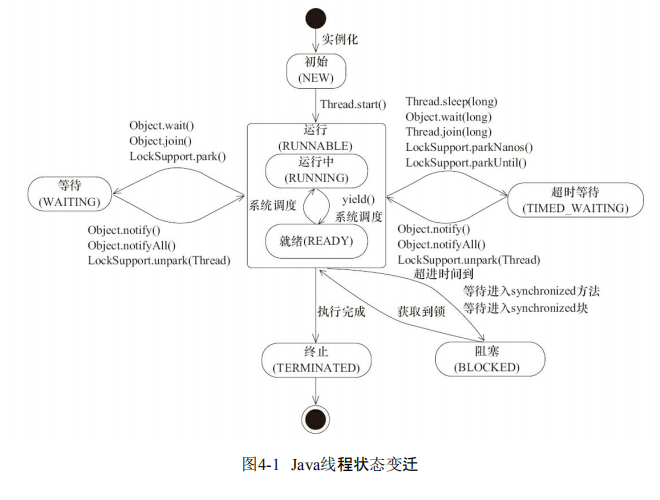 实例化
初始
(NEW)
Thread.start()
Object.wait()
Object.join()
LockSupport.park()
运行
(RUNNABLE)
运行中
(RUNNING)
Thread.sleep(long)
Object.wait(long)
Thread.join(long)
LockSupport.parkNanos()
LockSupport.parkUntil()
等待
(WAITING)
系统调度
yield()
系统调度
超时等待
(TIMED_WAITING)
就绪(READY)
Object.notify()
Object.notifyAll()
LockSupport.unpark(Thread)
Object.notify()
Object.notifyAll()
LockSupport.unpark(Thread)
超进时间到
等待进入synchronized方法
等待进入synchronized块
执行完成
获取到锁
终止
(TERMINATED)
阻塞
(BLOCKED)
图4-1 Java线程状态变迁